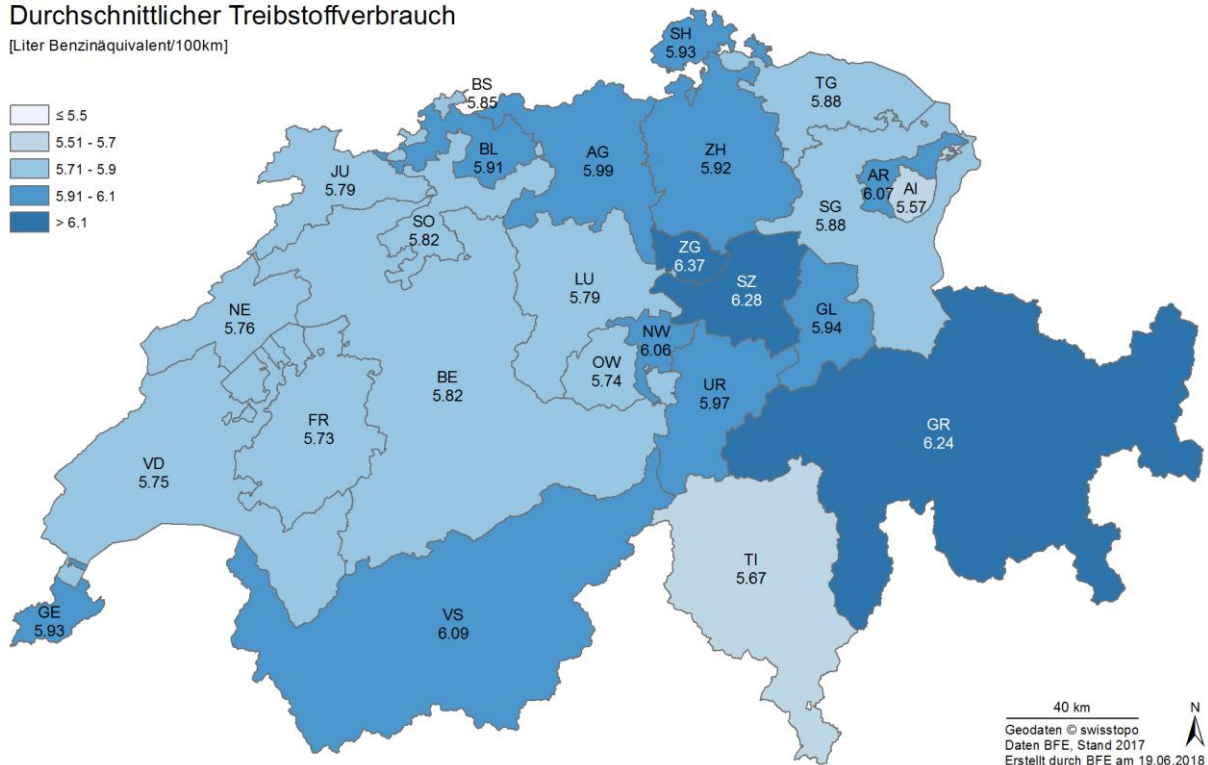 Durchschnittlicher Treibstoffverbrauch
[Liter Benzinäquivalent/100km]
≤ 5.5
5.51 - 5.7
5.71 - 5.9
5.91 - 6.1
> 6.1
SH
5.93
BS
5.85
TG
5.88
BL
5.91
AG
5.99
ZH
5.92
JU
5.79
AR
6.07
AI
5.57
SO
5.82
SG
5.88
ZG
6.37
LU
5.79
SZ
6.28
NE
5.76
GL
5.94
NW
6.06
OW
5.74
BE
5.82
UR
5.97
FR
5.73
GR
6.24
VD
5.75
TI
5.67
GE
5.93
VS
6.09
40 km
N
Geodaten © swisstopo
Daten BFE, Stand 2017
Erstellt durch BFE am 19.06.2018